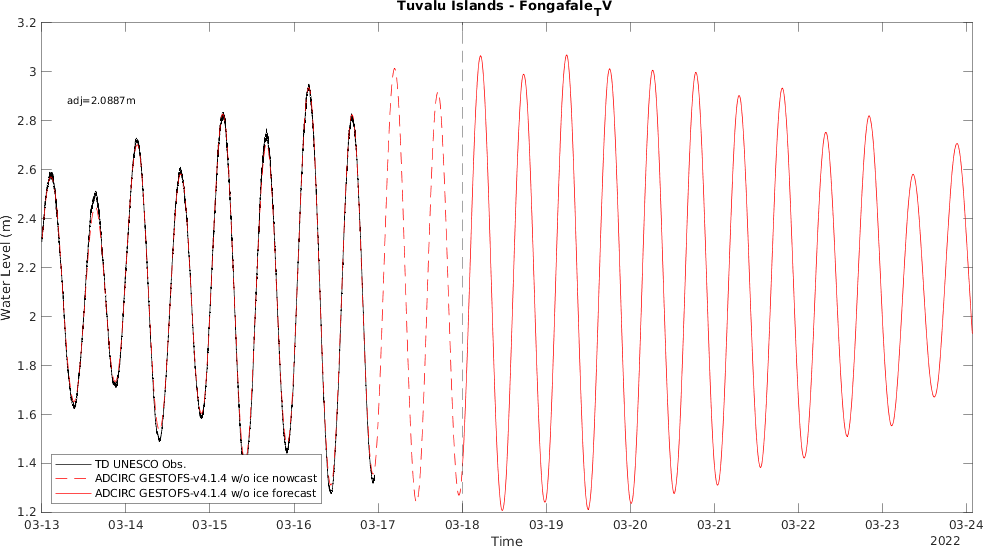 Tuvalu Islands - Fongafale_TV
3.2
3
2.8
2.6
2.4
2.2
2
1.8
1.6
1.4
1.2
Water Level (m)
adj=2.0887m
TD UNESCO Obs.
ADCIRC GESTOFS-v4.1.4 w/o ice nowcast
ADCIRC GESTOFS-v4.1.4 w/o ice forecast
03-13 03-14 03-15 03-16 03-17 03-18 03-19 03-20 03-21 03-22 03-23 03-24
Time
2022